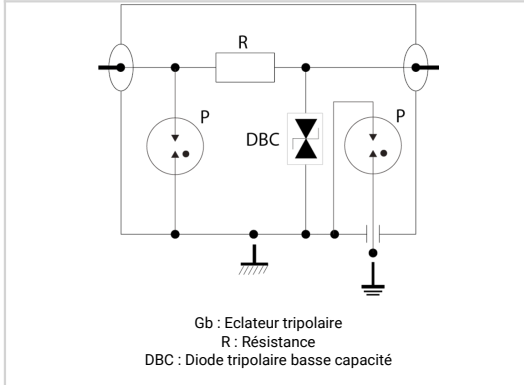 R
P
DBC
P
Gb : Eclateur tripolaire
R : Résistance
DBC : Diode tripolaire basse capacité